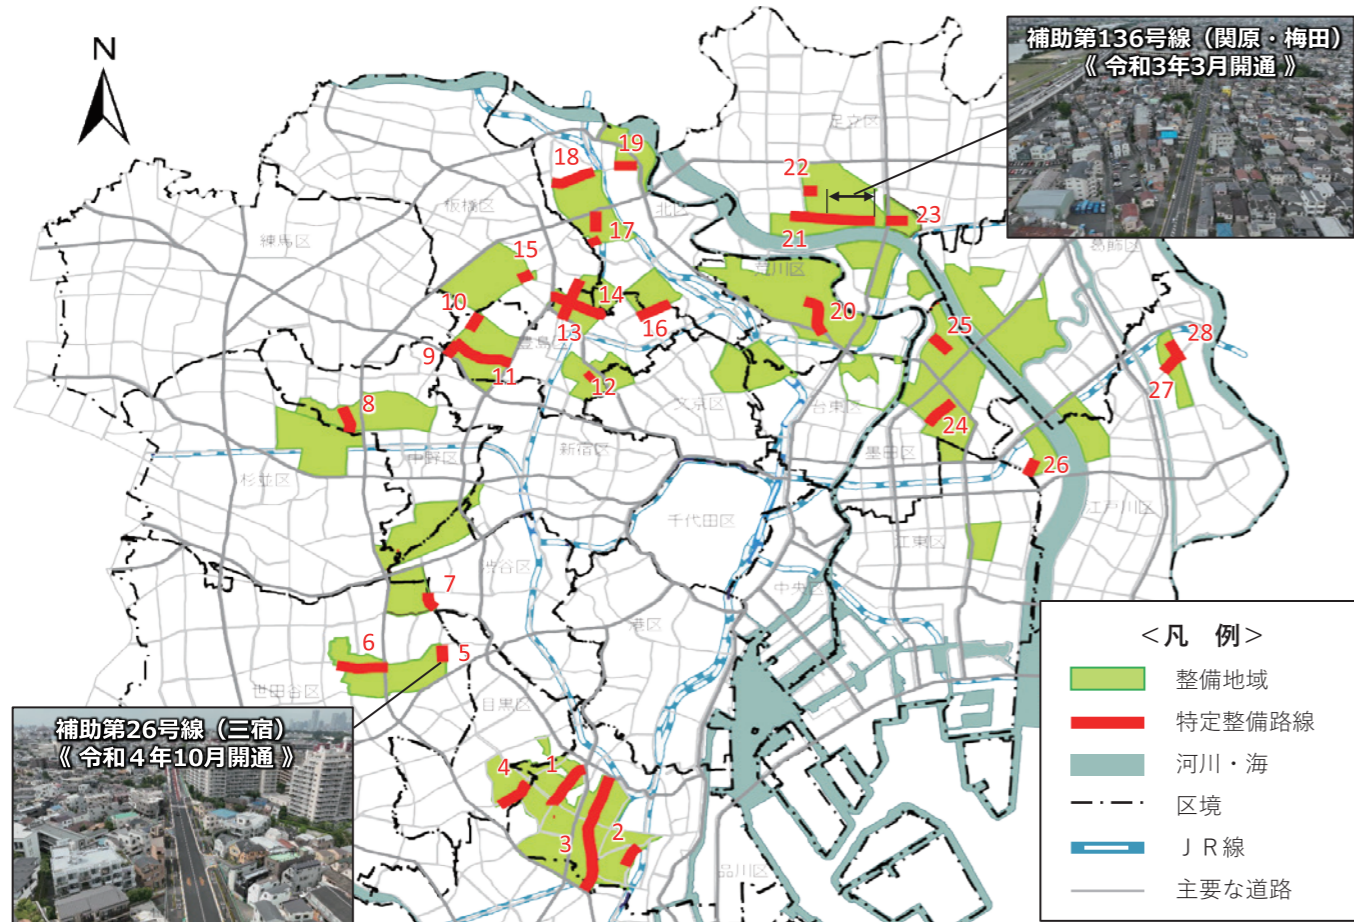 N
補助第136号線（関原・梅田）
《 令和3年3月開通 》
足立区
19
18
22
板橋区
北区
23
練馬区
17
21
葛飾区
15
荒川区
10
14
20
25
28
13
16
豊島区
9
11
27
12
8
文京区
台東区
24
中野区
新宿区
墨田区
26
杉並区
江戸川区
千代田区
江東区
渋谷区
中央区
7
港区
6
5
世田谷区
目黒区
補助第26号線（三宿）
《 令和４年10月開通 》
4
1
3
2
品川区
＜凡　例＞
整備地域
特定整備路線
河川・海
区境
ＪＲ線
主要な道路